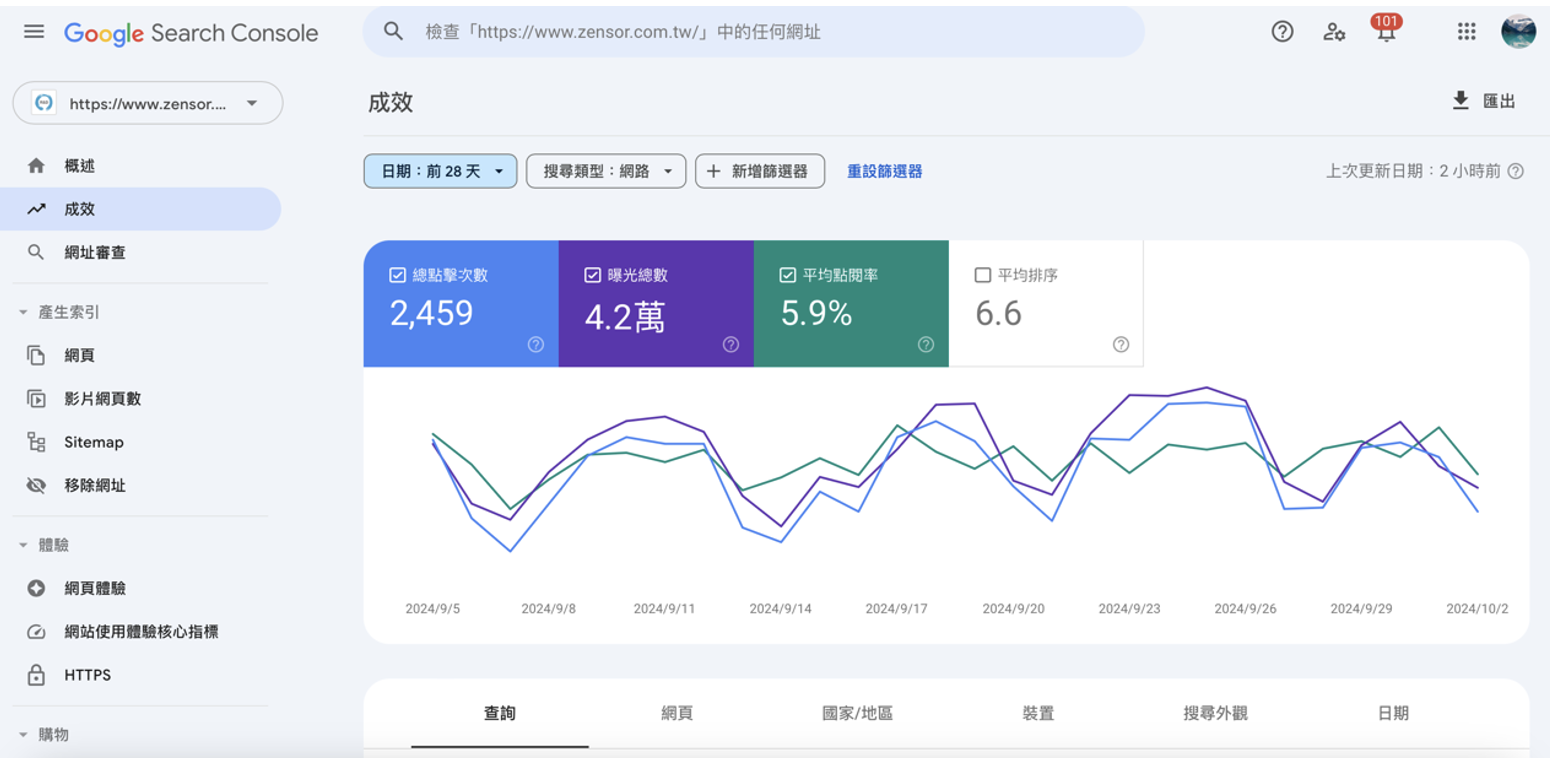 Google Search Console
檢查「https://www.zensor.com.tw/」中的任何網址
101
https://www.zensor....
成效
匯出
概述
成效
網址審查
產生索引
網頁
影片網頁數
Sitemap
移除網址
體驗
網頁體驗
網站使用體驗核心指標
HTTPS
購物
日期：前 28 天
搜尋類型：網路
新增篩選器
重設篩選器
上次更新日期：2 小時前
總點擊次數
2,459
曝光總數
4.2萬
平均點閱率
5.9%
平均排序
6.6
2024/9/5 2024/9/8 2024/9/11 2024/9/14 2024/9/17 2024/9/20 2024/9/23 2024/9/26 2024/9/29 2024/10/2
查詢 網頁 國家/地區 裝置 搜尋外觀 日期